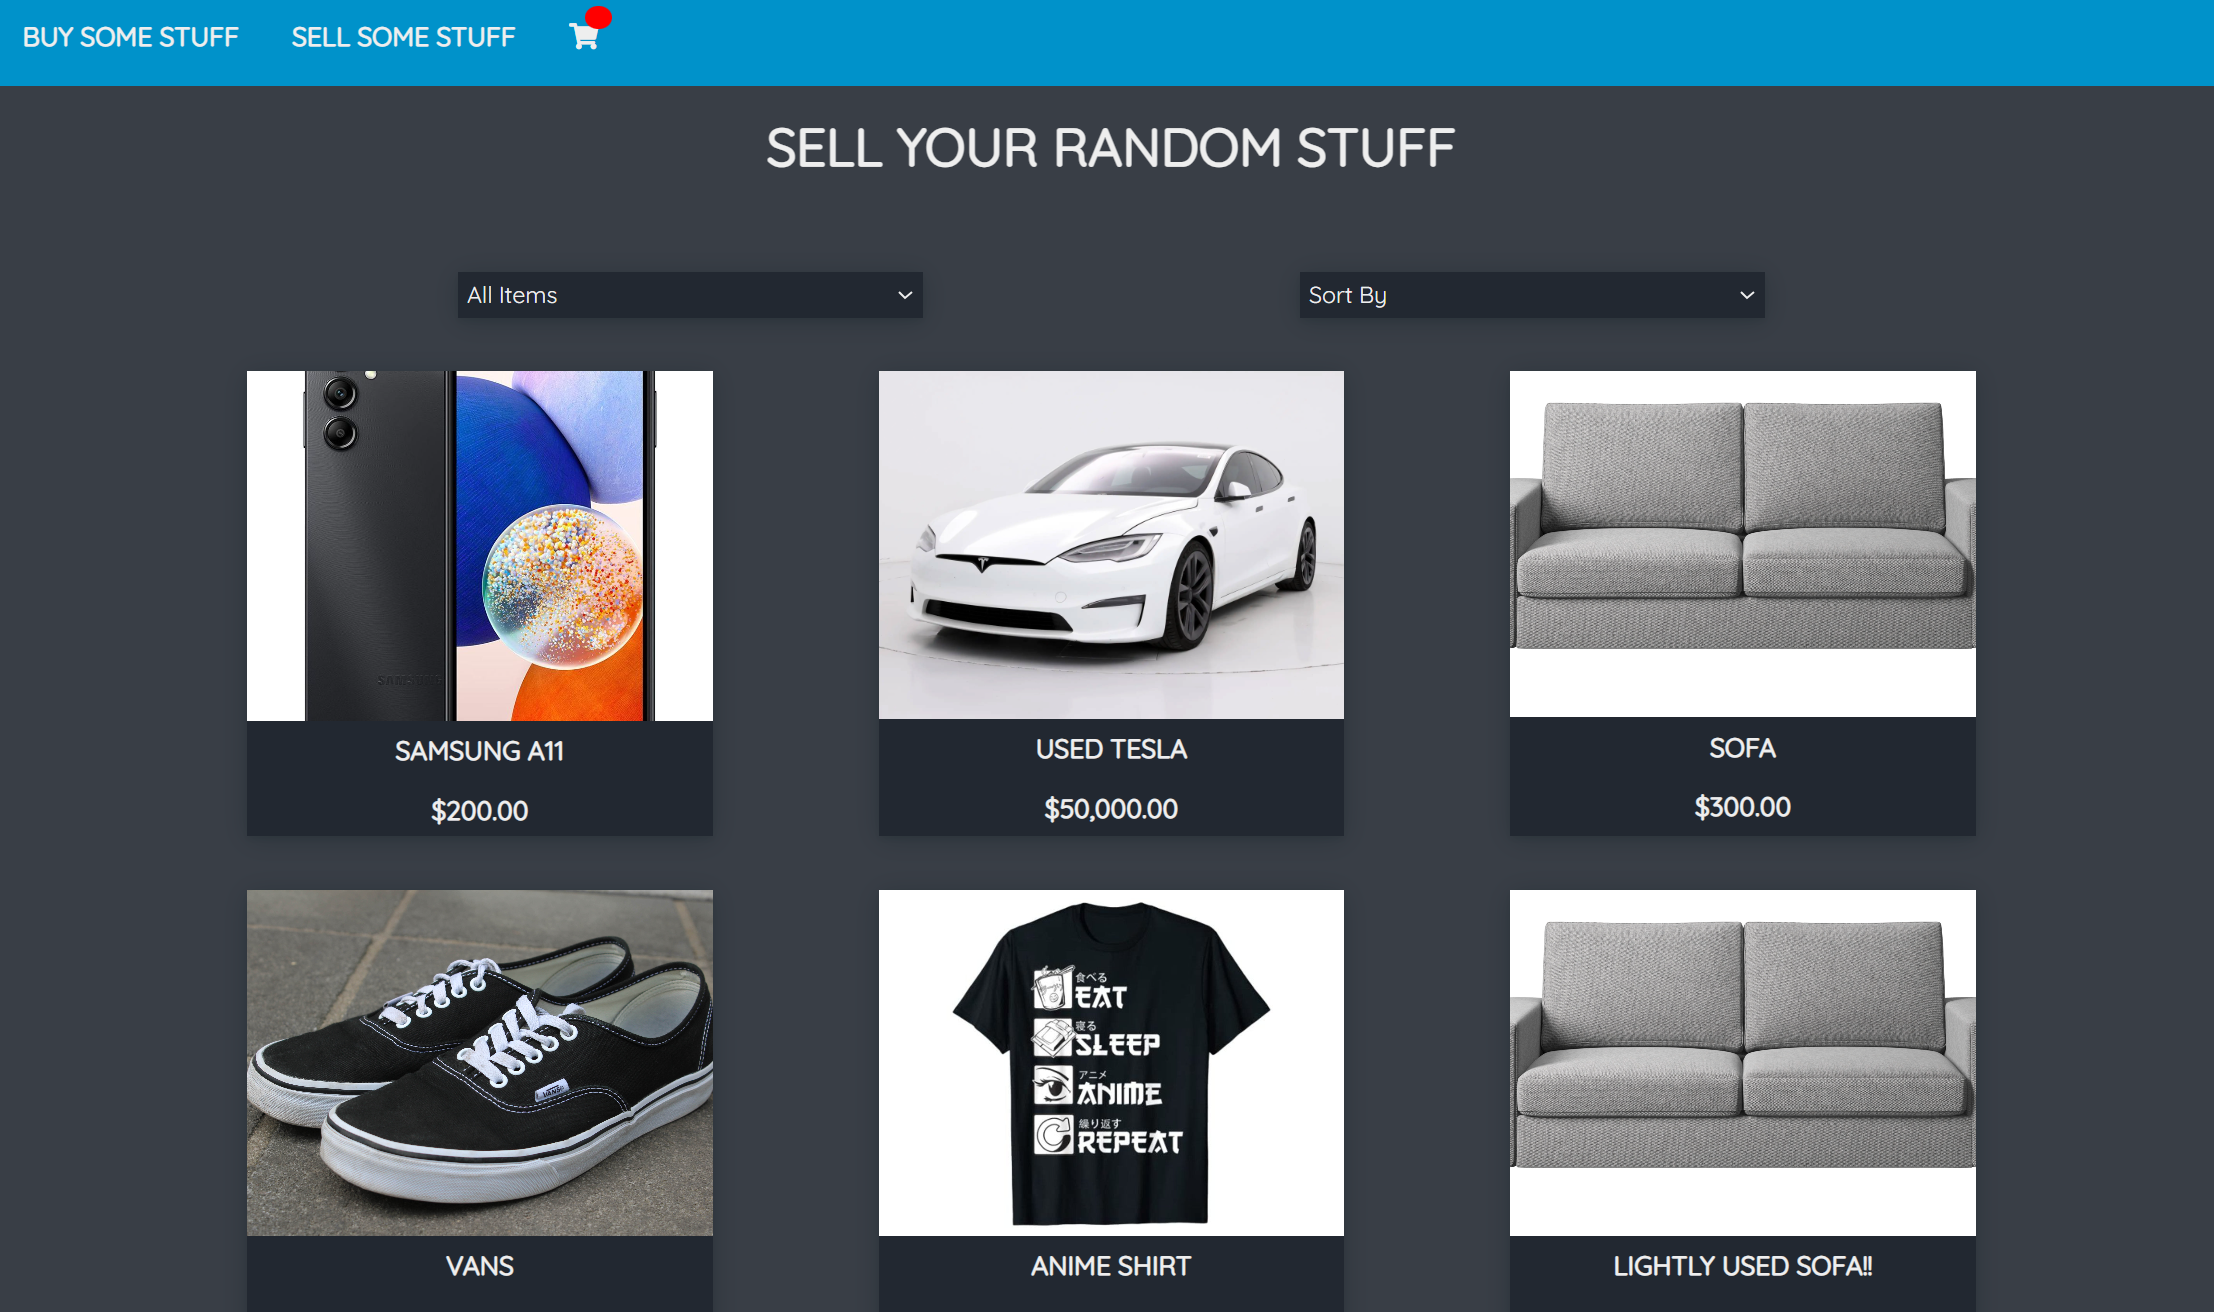 BUY SOME STUFF
SELL SOME STUFF
SELL YOUR RANDOM STUFF
All Items
Sort By
SAMSUNG
SAMSUNG A11
$200.00
USED TESLA
$50,000.00
SOFA
$300.00
VANS
食べる
EAT
寝る
SLEEP
アニメ
ANIME
繰り返す
REPEAT
VANS
ANIME SHIRT
LIGHTLY USED SOFA!!